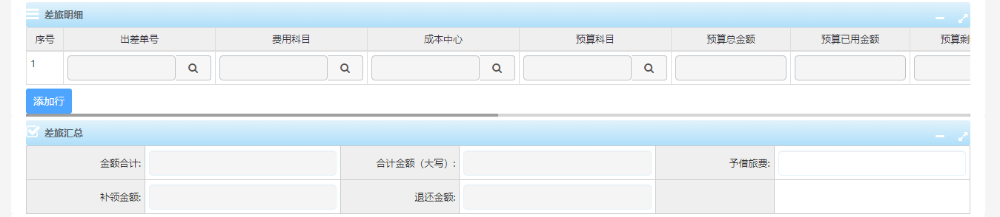 差旅明细
序号 出差单号 费用科目 成本中心 预算科目 预算总金额 预算已用金额 预算剩
1
添加行
差旅汇总
金额合计: 合计金额（大写）: 予借旅费:
补领金额: 退还金额: